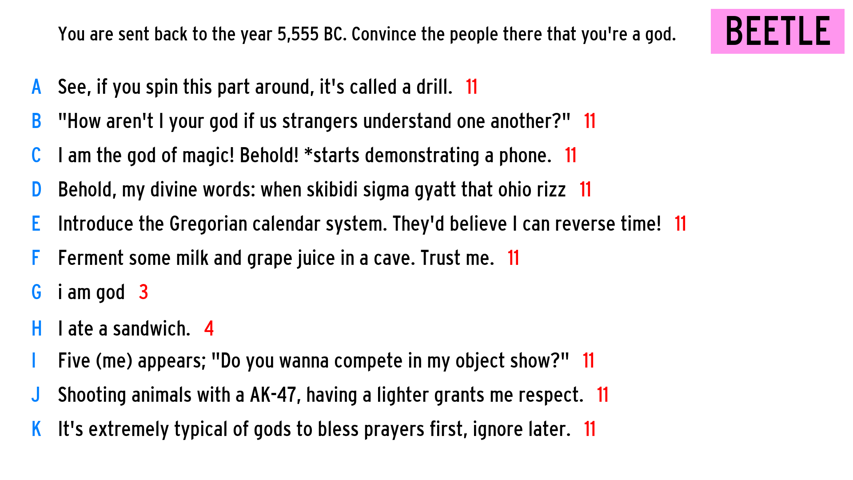 You are sent back to the year 5,555 BC. Convince the people there that you're a god.
BEETLE
A See, if you spin this part around, it's called a drill. 11
B "How aren't I your god if us strangers understand one another?" 11
C I am the god of magic! Behold! *starts demonstrating a phone. 11
D Behold, my divine words: when skibidi sigma gyatt that ohio rizz 11
E Introduce the Gregorian calendar system. They'd believe I can reverse time! 11
F Ferment some milk and grape juice in a cave. Trust me. 11
G i am god 3
H I ate a sandwich. 4
I Five (me) appears; "Do you wanna compete in my object show?" 11
J Shooting animals with a AK-47, having a lighter grants me respect. 11
K It's extremely typical of gods to bless prayers first, ignore later. 11